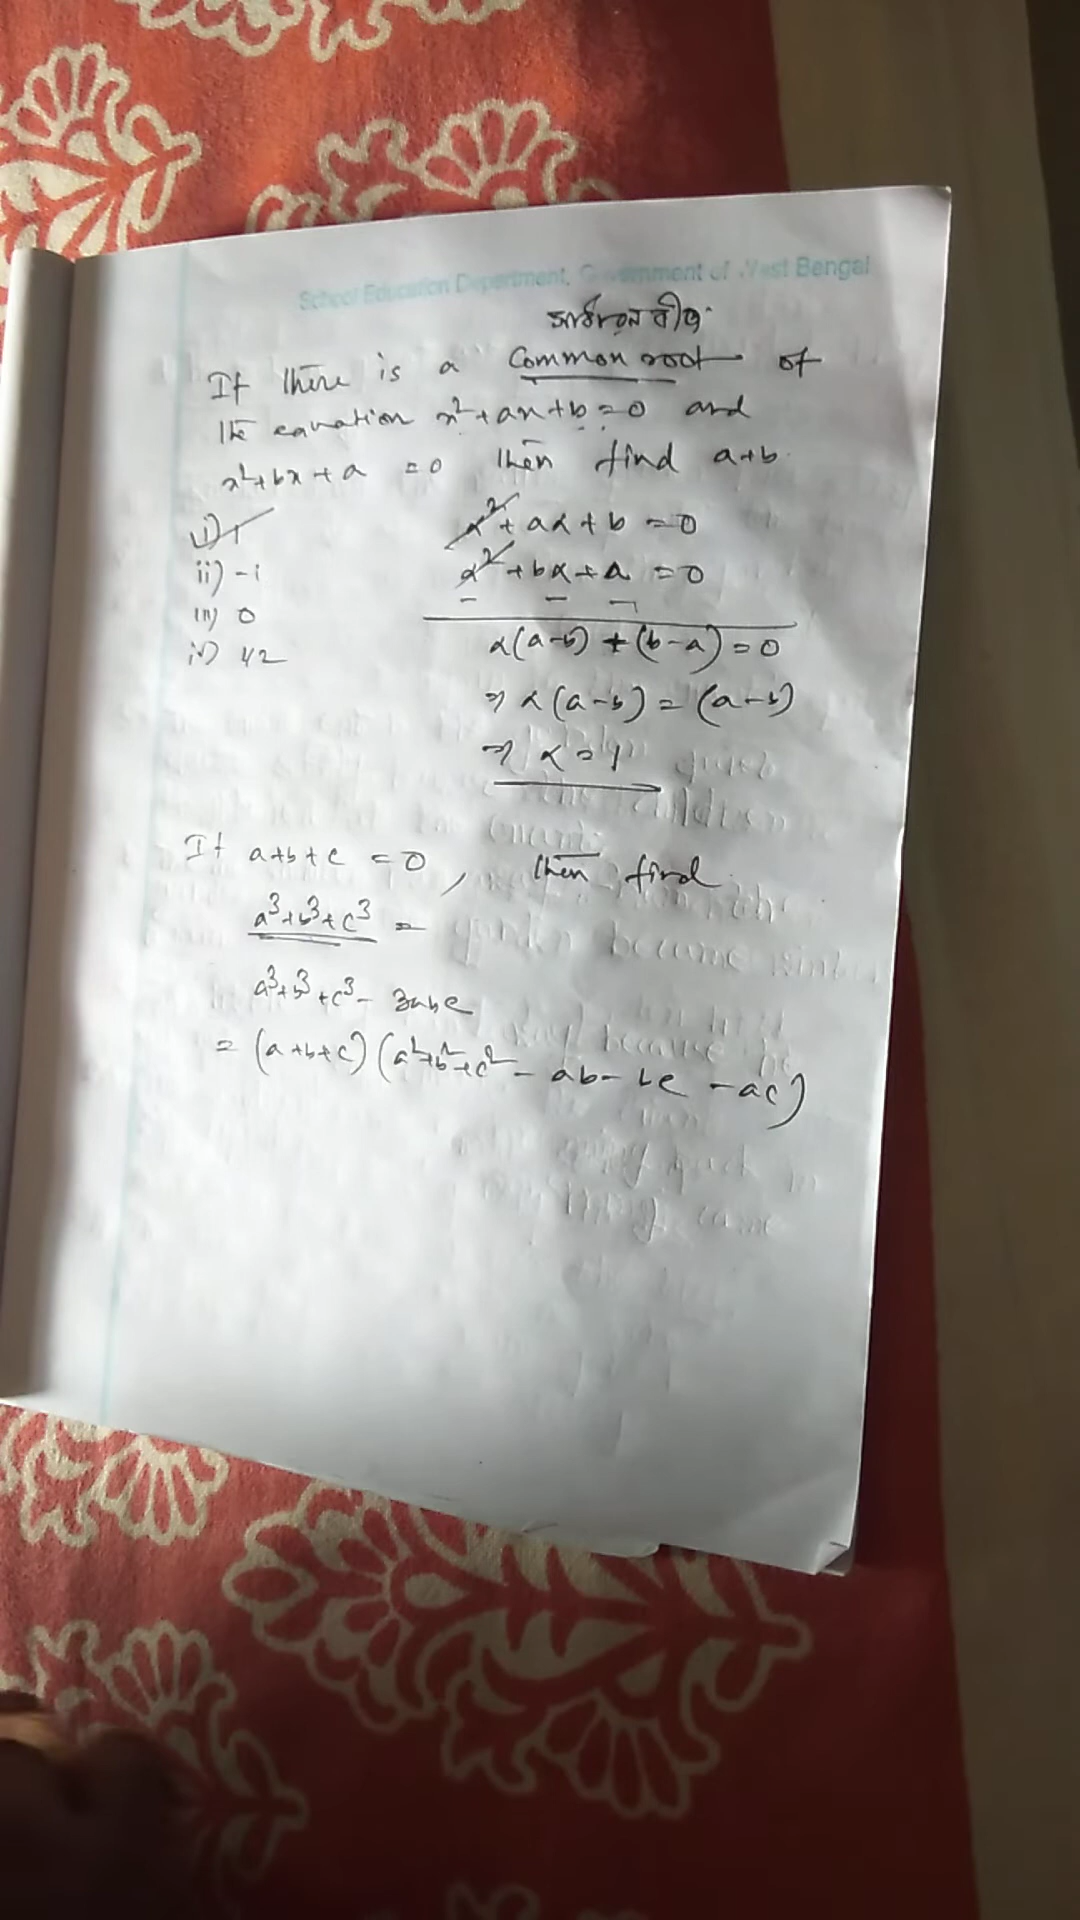 School Education Department, Government of West Bengal
সাধারন বীজ
If there is a Common root of
the equation x²+ax+b=0 and
x²+bx+a =0 then find a+b.
i) 1
ii) -1
iii) 0
iv) 1/2
α²+aα+b=0
α²+bα+a=0
- - -
α(a-b)+(b-a)=0
⇒ α(a-b)=(a-b)
⇒ α=1
If a+b+c=0, then find
a³+b³+c³=
a³+b³+c³-3abc
=(a+b+c)(a²+b²+c²-ab-bc-ac)